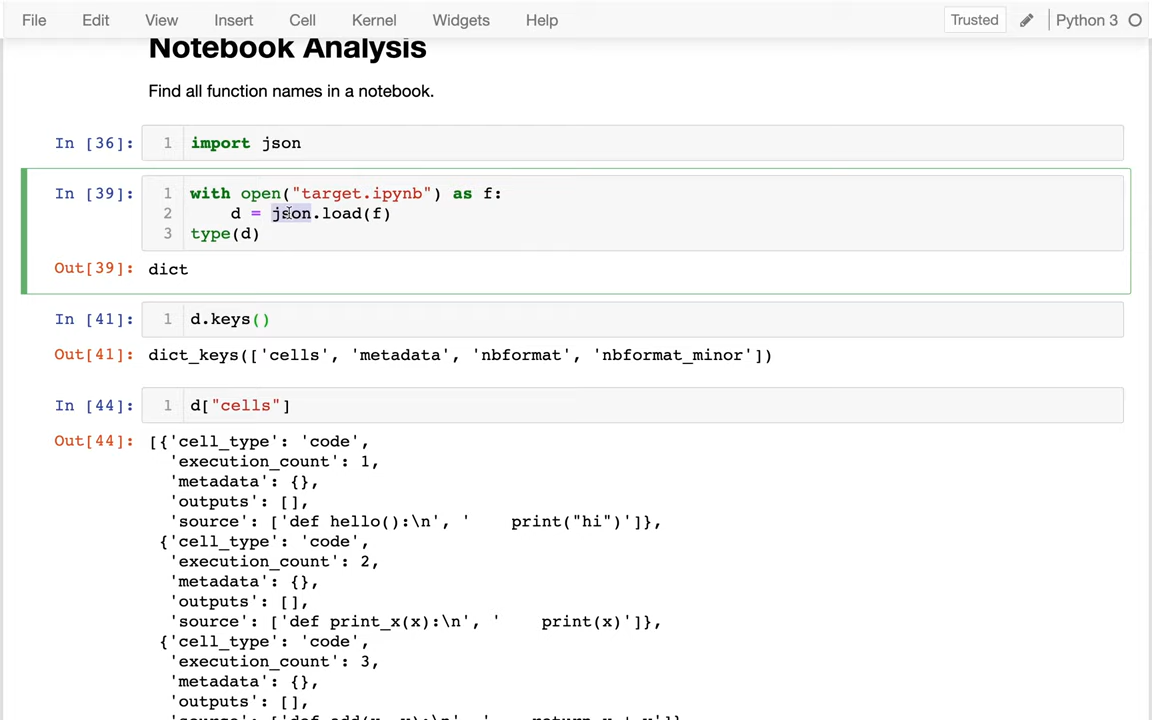 File Edit View Insert Cell Kernel Widgets Help Trusted Python 3
Notebook Analysis
Find all function names in a notebook.
In [36]: 1 import json
In [39]: 1 with open("target.ipynb") as f:
2 d = json.load(f)
3 type(d)
Out[39]: dict
In [41]: 1 d.keys()
Out[41]: dict_keys(['cells', 'metadata', 'nbformat', 'nbformat_minor'])
In [44]: 1 d["cells"]
Out[44]: [{'cell_type': 'code',
'execution_count': 1,
'metadata': {},
'outputs': [],
'source': ['def hello():\n', '    print("hi")']},
{'cell_type': 'code',
'execution_count': 2,
'metadata': {},
'outputs': [],
'source': ['def print_x(x):\n', '    print(x)']},
{'cell_type': 'code',
'execution_count': 3,
'metadata': {},
'outputs': [],
'source': ['def add(x, y):\n', '    return x + y']},